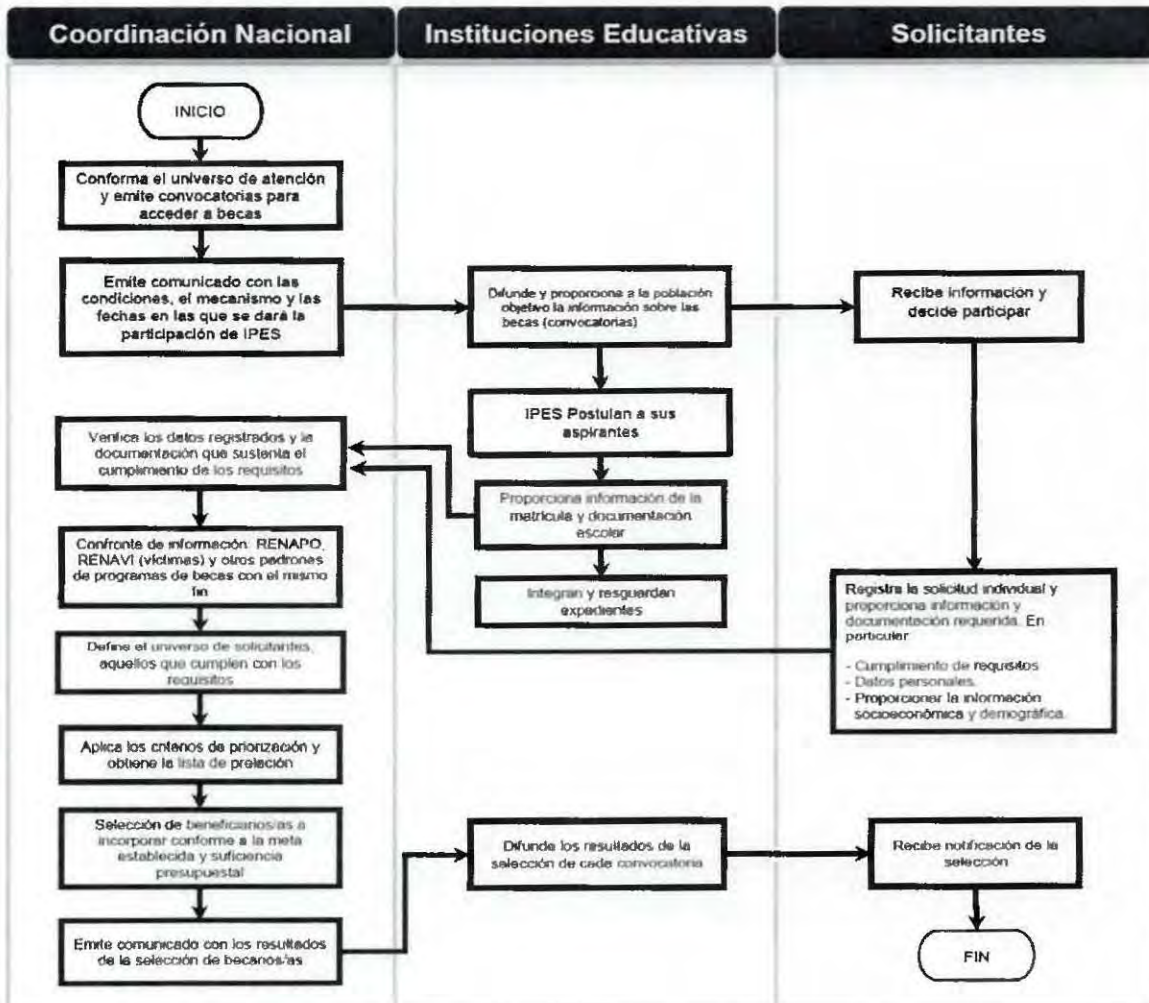 Coordinación Nacional
Instituciones Educativas
Solicitantes
INICIO
Conforma el universo de atención
y emite convocatorias para
acceder a becas
Emite comunicado con las
condiciones, el mecanismo y las
fechas en las que se dará la
participación de IPES
Difunde y proporciona a la población
objetivo la información sobre las
becas (convocatorias)
Recibe información y
decide participar
IPES Postulan a sus
aspirantes
Verifica los datos registrados y la
documentación que sustenta el
cumplimiento de los requisitos
Proporciona información de la
matrícula y documentación
escolar
Confronte de información: RENAPO,
RENAVI (víctimas) y otros padrones
de programas de becas con el mismo
fin
Integran y resguardan
expedientes
Registra la solicitud individual y
proporciona información y
documentación requerida. En
particular
- Cumplimiento de requisitos
- Datos personales.
- Proporcionar la información
socioeconómica y demográfica.
Define el universo de solicitantes,
aquellos que cumplen con los
requisitos
Aplica los criterios de priorización y
obtiene la lista de prelación
Selección de beneficiarios/as a
incorporar conforme a la meta
establecida y suficiencia
presupuestal
Difunde los resultados de la
selección de cada convocatoria
Recibe notificación de la
selección
Emite comunicado con los resultados
de la selección de becarios/as
FIN